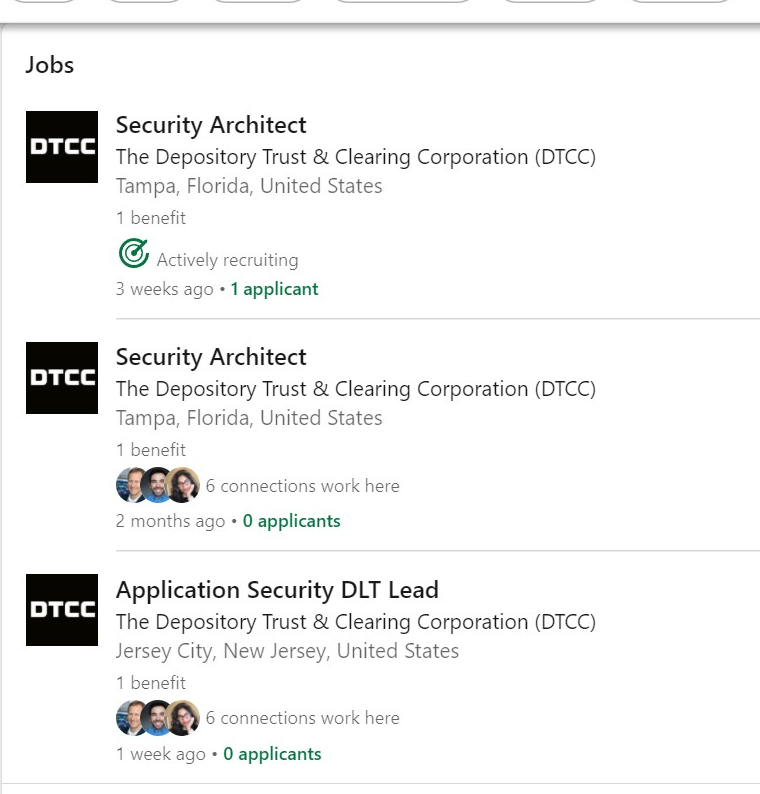 Jobs
DTCC
Security Architect
The Depository Trust & Clearing Corporation (DTCC)
Tampa, Florida, United States
1 benefit
Actively recruiting
3 weeks ago • 1 applicant
DTCC
Security Architect
The Depository Trust & Clearing Corporation (DTCC)
Tampa, Florida, United States
1 benefit
6 connections work here
2 months ago • 0 applicants
DTCC
Application Security DLT Lead
The Depository Trust & Clearing Corporation (DTCC)
Jersey City, New Jersey, United States
1 benefit
6 connections work here
1 week ago • 0 applicants